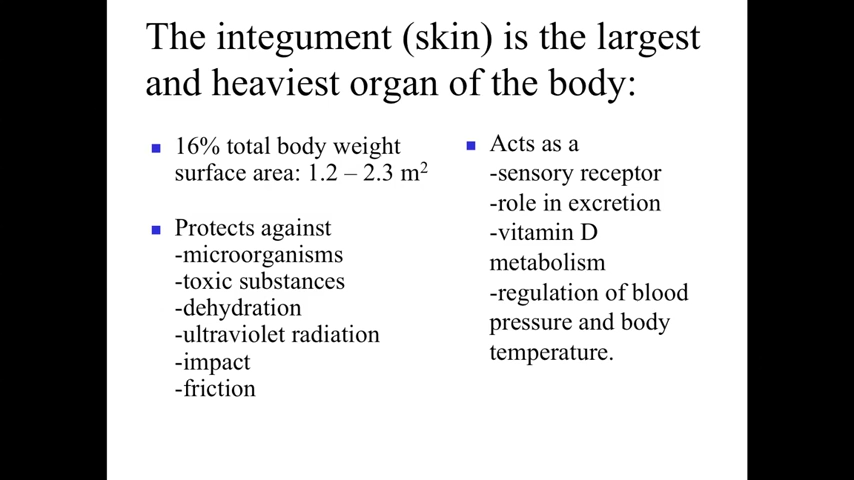 The integument (skin) is the largest
and heaviest organ of the body:
16% total body weight
surface area: 1.2 – 2.3 m²
Protects against
-microorganisms
-toxic substances
-dehydration
-ultraviolet radiation
-impact
-friction
Acts as a
-sensory receptor
-role in excretion
-vitamin D
metabolism
-regulation of blood
pressure and body
temperature.